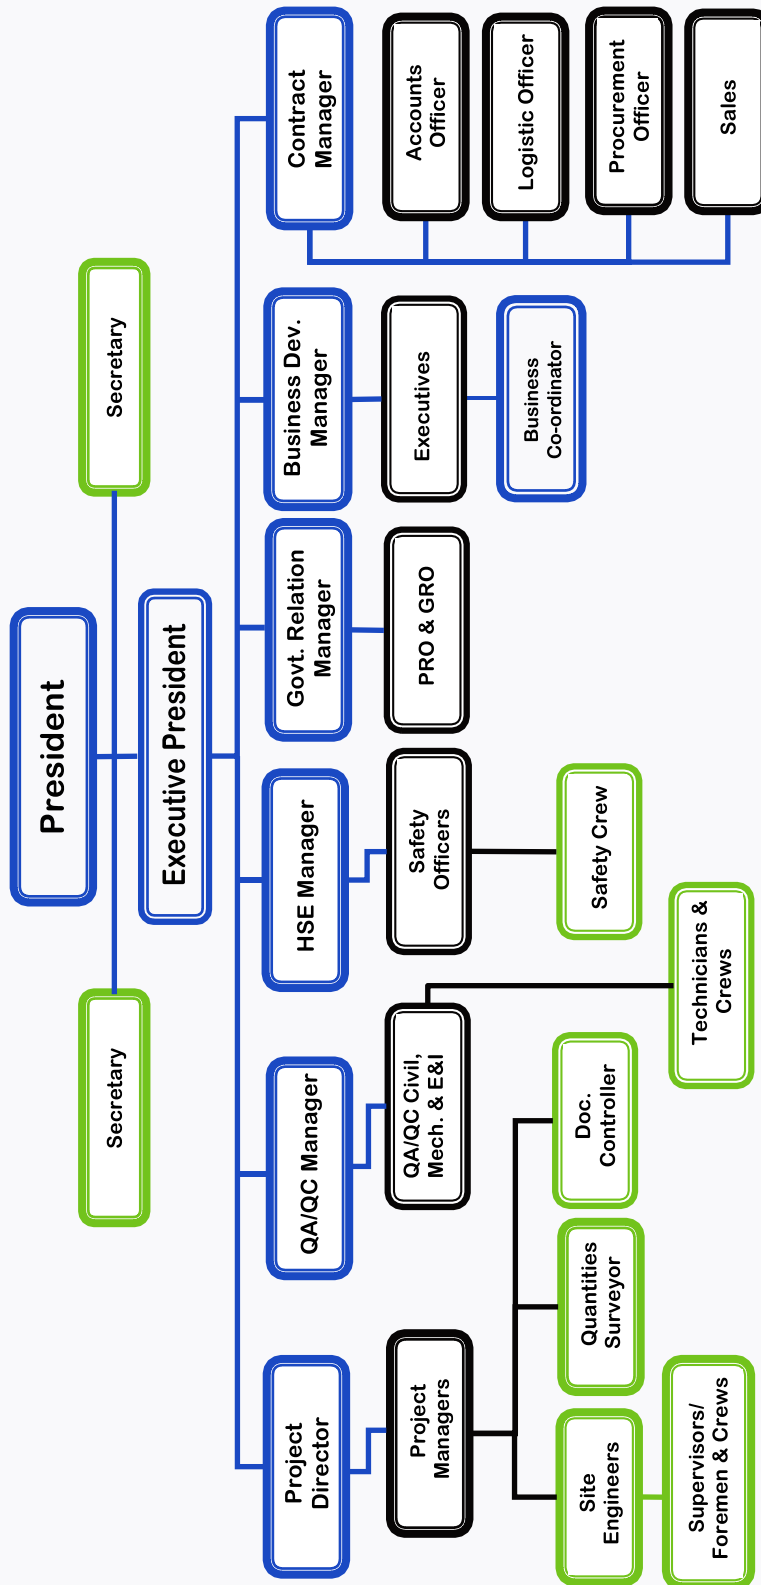 President
Secretary
Secretary
Executive President
Project
Director
QA/QC Manager
HSE Manager
Govt. Relation
Manager
Business Dev.
Manager
Contract
Manager
Project
Managers
QA/QC Civil,
Mech. & E&I
Safety
Officers
PRO & GRO
Executives
Accounts
Officer
Logistic Officer
Procurement
Officer
Sales
Business
Co-ordinator
Site
Engineers
Quantities
Surveyor
Doc.
Controller
Safety Crew
Supervisors/
Foremen & Crews
Technicians &
Crews